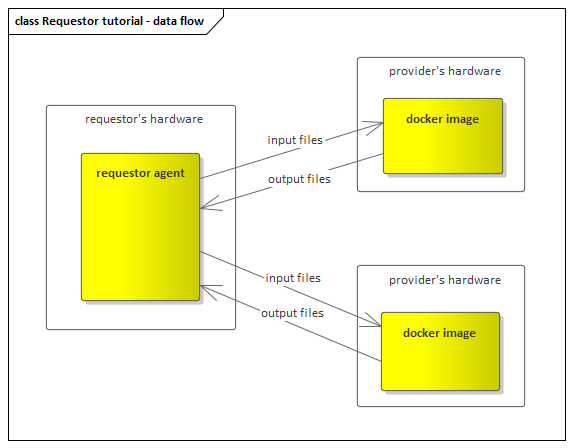 class Requestor tutorial - data flow
provider's hardware
docker image
requestor's hardware
requestor agent
input files
output files
input files
output files
provider's hardware
docker image